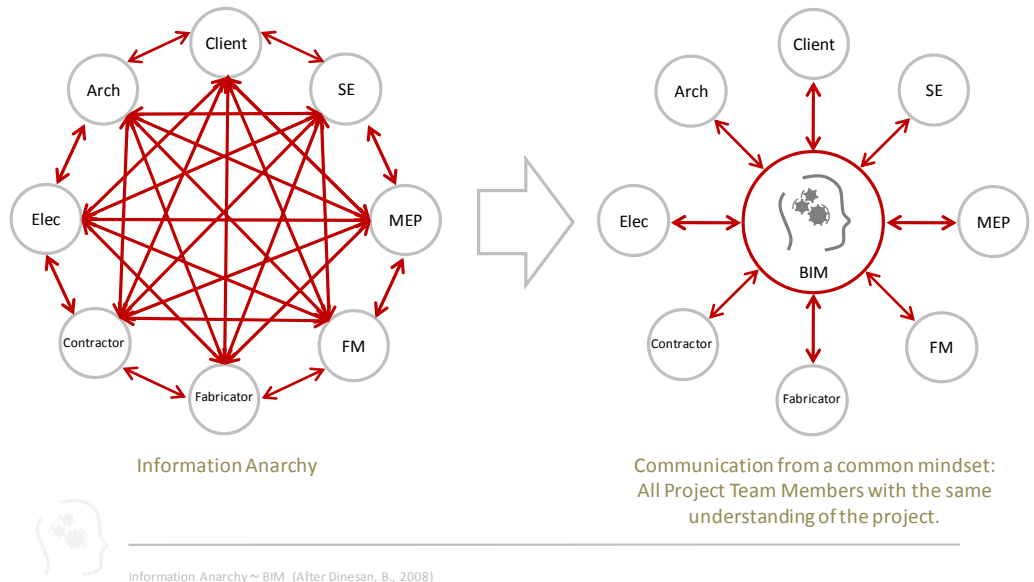 Client
Arch
SE
Elec
MEP
Contractor
FM
Fabricator
Information Anarchy
Client
Arch
SE
Elec
MEP
BIM
Contractor
FM
Fabricator
Communication from a common mindset:
All Project Team Members with the same
understanding of the project.
Information Anarchy ~ BIM (After Dinesan, B., 2008)